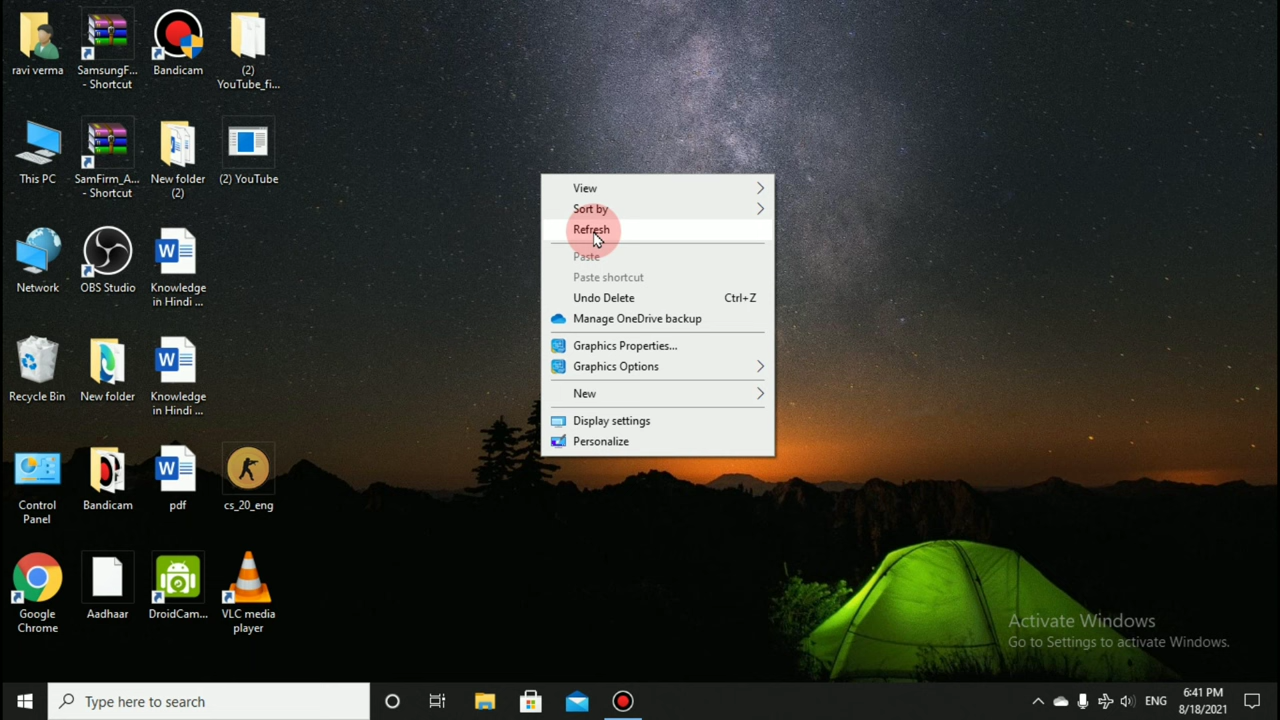 ravi verma
SamsungF...
- Shortcut
Bandicam
(2)
YouTube_fi...
This PC
SamFirm_A...
- Shortcut
New folder
(2)
(2) YouTube
Network
OBS Studio
Knowledge
in Hindi ...
Recycle Bin
New folder
Knowledge
in Hindi ...
Control
Panel
Bandicam
pdf
cs_20_eng
Google
Chrome
Aadhaar
DroidCam...
VLC media
player
View
Sort by
Refresh
Paste
Paste shortcut
Undo Delete Ctrl+Z
Manage OneDrive backup
Graphics Properties...
Graphics Options
New
Display settings
Personalize
Activate Windows
Go to Settings to activate Windows.
Type here to search
ENG
6:41 PM
8/18/2021